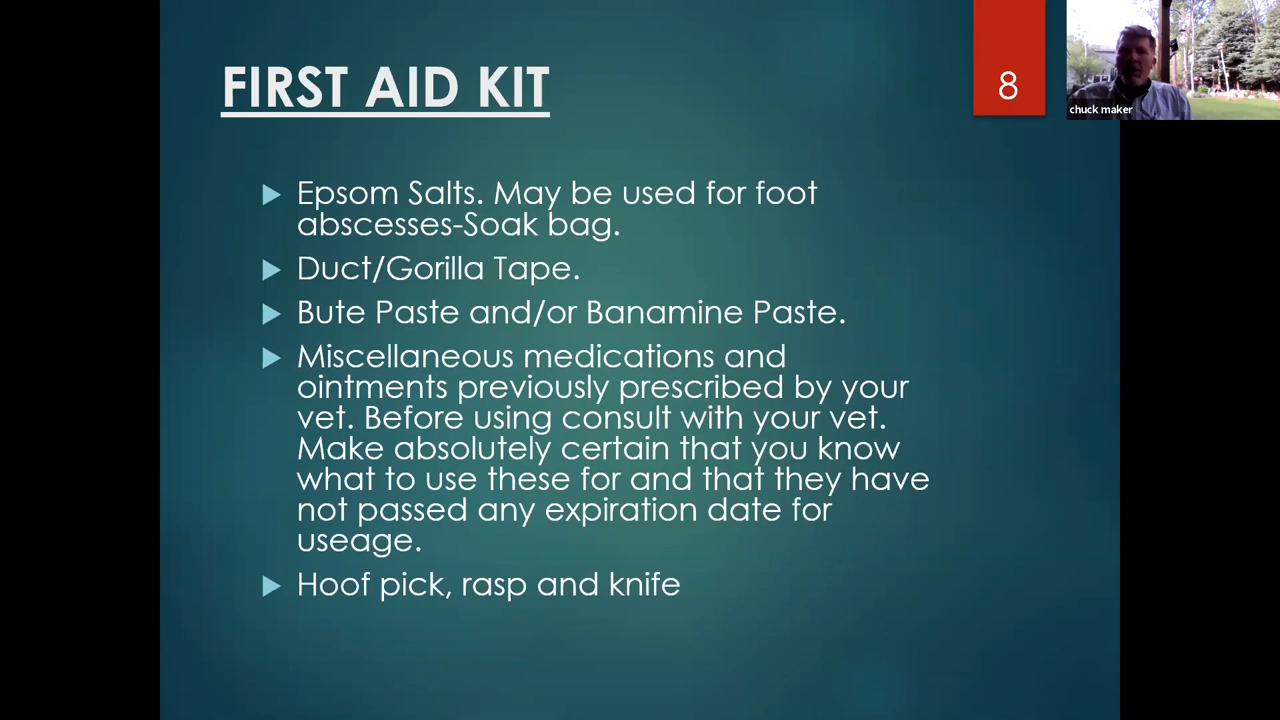 FIRST AID KIT
8
chuck maker
Epsom Salts. May be used for foot
abscesses-Soak bag.
Duct/Gorilla Tape.
Bute Paste and/or Banamine Paste.
Miscellaneous medications and
ointments previously prescribed by your
vet. Before using consult with your vet.
Make absolutely certain that you know
what to use these for and that they have
not passed any expiration date for
useage.
Hoof pick, rasp and knife